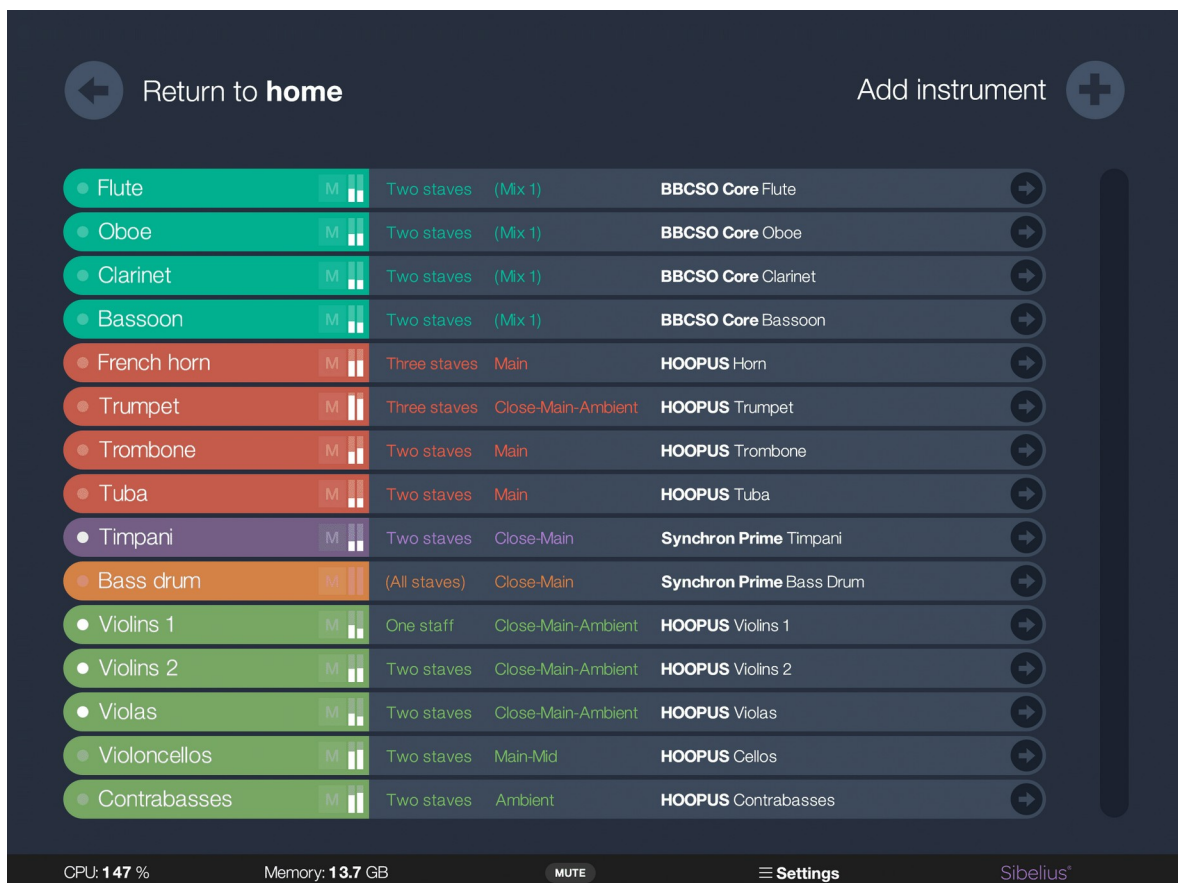 Return to home
Add instrument
Flute M Two staves (Mix 1) BBCSO Core Flute
Oboe M Two staves (Mix 1) BBCSO Core Oboe
Clarinet M Two staves (Mix 1) BBCSO Core Clarinet
Bassoon M Two staves (Mix 1) BBCSO Core Bassoon
French horn M Three staves Main HOOPUS Horn
Trumpet M Three staves Close-Main-Ambient HOOPUS Trumpet
Trombone M Two staves Main HOOPUS Trombone
Tuba M Two staves Main HOOPUS Tuba
Timpani M Two staves Close-Main Synchron Prime Timpani
Bass drum M (All staves) Close-Main Synchron Prime Bass Drum
Violins 1 M One staff Close-Main-Ambient HOOPUS Violins 1
Violins 2 M Two staves Close-Main-Ambient HOOPUS Violins 2
Violas M Two staves Close-Main-Ambient HOOPUS Violas
Violoncellos M Two staves Main-Mid HOOPUS Cellos
Contrabasses M Two staves Ambient HOOPUS Contrabasses
CPU: 147 % Memory: 13.7 GB MUTE Settings Sibelius®